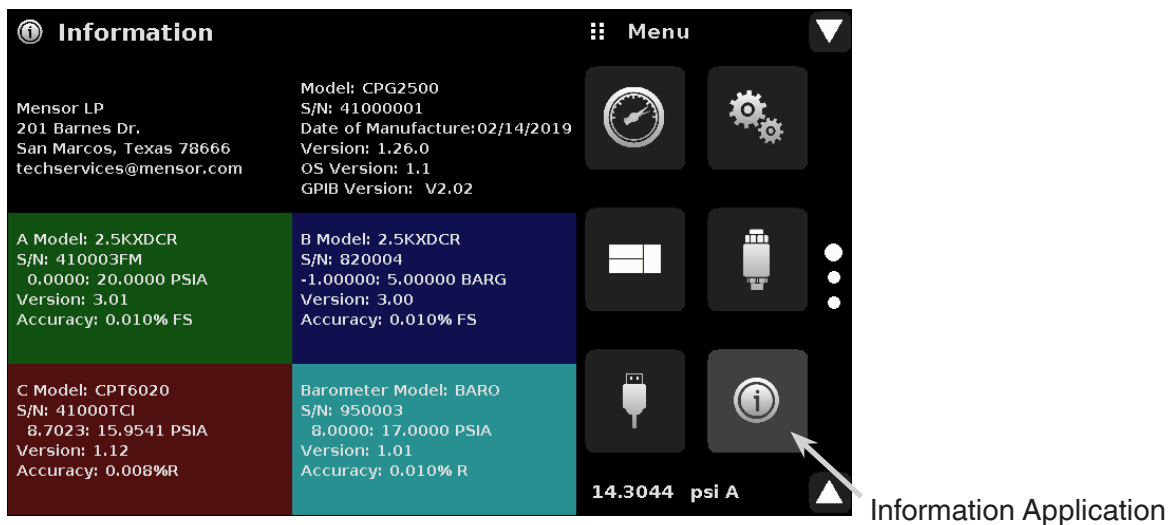 Information
Mensor LP
201 Barnes Dr.
San Marcos, Texas 78666
techservices@mensor.com
Model: CPG2500
S/N: 41000001
Date of Manufacture:02/14/2019
Version: 1.26.0
OS Version: 1.1
GPIB Version: V2.02
A Model: 2.5KXDCR
S/N: 410003FM
0.0000: 20.0000 PSIA
Version: 3.01
Accuracy: 0.010% FS
B Model: 2.5KXDCR
S/N: 820004
-1.00000: 5.00000 BARG
Version: 3.00
Accuracy: 0.010% FS
C Model: CPT6020
S/N: 41000TCI
8.7023: 15.9541 PSIA
Version: 1.12
Accuracy: 0.008%R
Barometer Model: BARO
S/N: 950003
8.0000: 17.0000 PSIA
Version: 1.01
Accuracy: 0.010% R
Menu
14.3044 psi A
Information Application